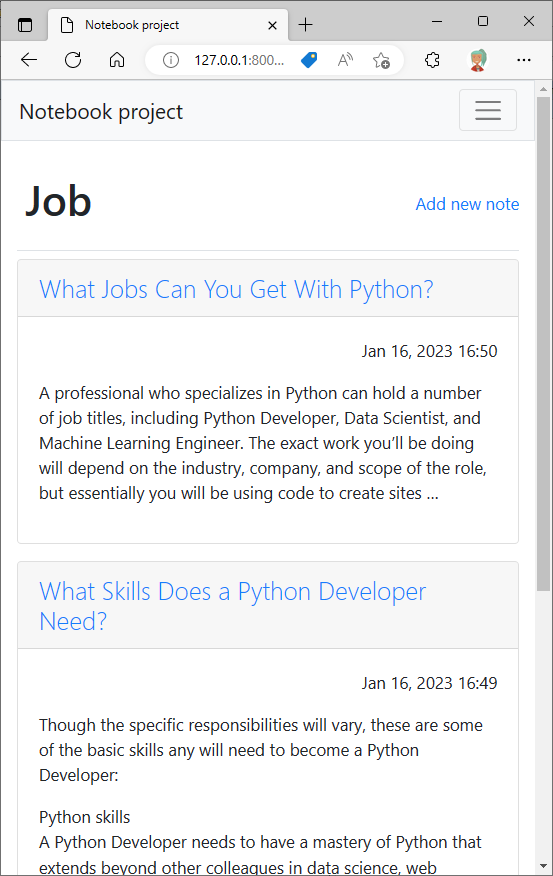 Notebook project
127.0.0.1:800...
Notebook project
Job
Add new note
What Jobs Can You Get With Python?
Jan 16, 2023 16:50
A professional who specializes in Python can hold a number
of job titles, including Python Developer, Data Scientist, and
Machine Learning Engineer. The exact work you’ll be doing
will depend on the industry, company, and scope of the role,
but essentially you will be using code to create sites …
What Skills Does a Python Developer
Need?
Jan 16, 2023 16:49
Though the specific responsibilities will vary, these are some
of the basic skills any will need to become a Python
Developer:
Python skills
A Python Developer needs to have a mastery of Python that
extends beyond other colleagues in data science, web